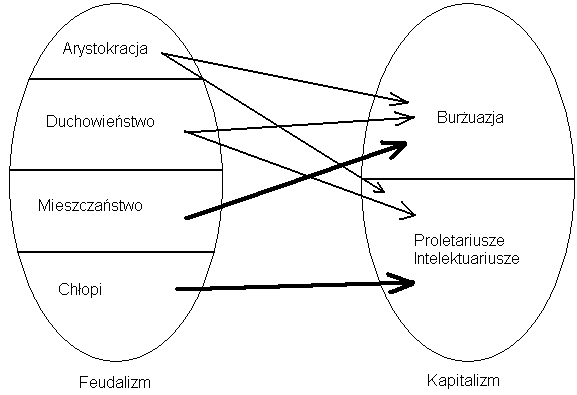 Arystokracja
Duchowieństwo
Mieszczaństwo
Chłopi
Feudalizm
Burżuazja
Proletariusze
Intelektuariusze
Kapitalizm